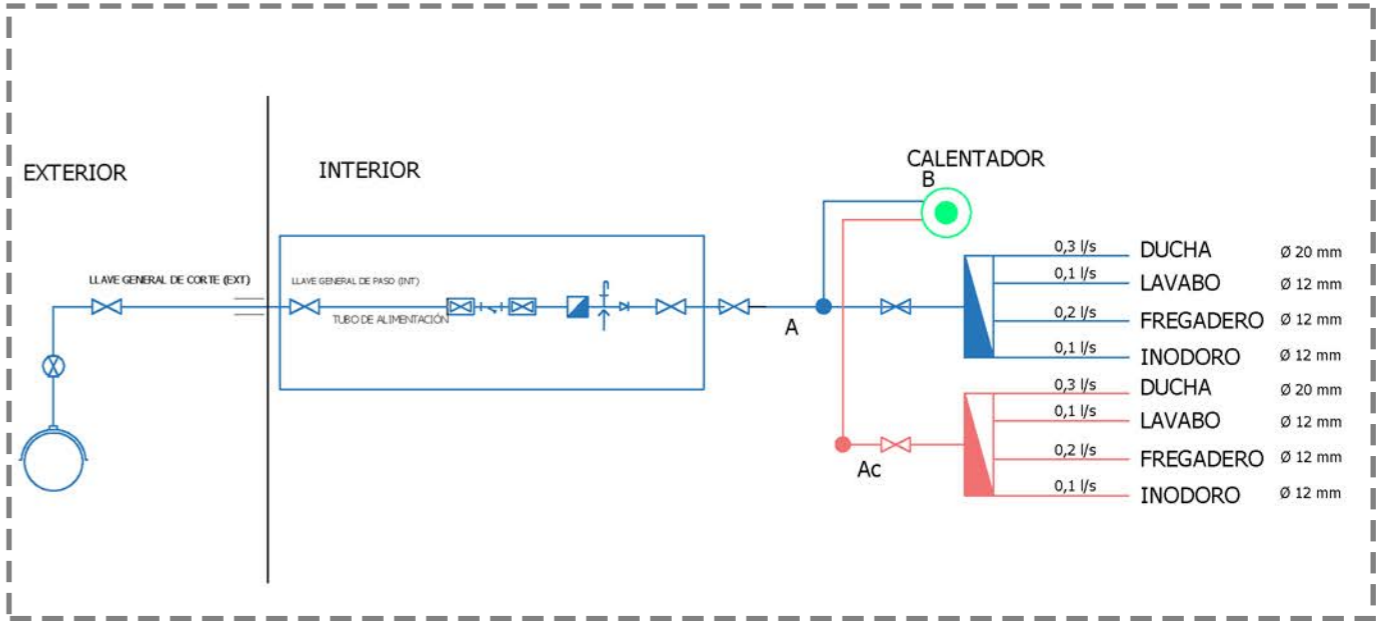 EXTERIOR
INTERIOR
LLAVE GENERAL DE CORTE (EXT)
LLAVE GENERAL DE PASO (INT)
TUBO DE ALIMENTACIÓN
A
CALENTADOR
B
0,3 l/s DUCHA Ø 20 mm
0,1 l/s LAVABO Ø 12 mm
0,2 l/s FREGADERO Ø 12 mm
0,1 l/s INODORO Ø 12 mm
Ac
0,3 l/s DUCHA Ø 20 mm
0,1 l/s LAVABO Ø 12 mm
0,2 l/s FREGADERO Ø 12 mm
0,1 l/s INODORO Ø 12 mm